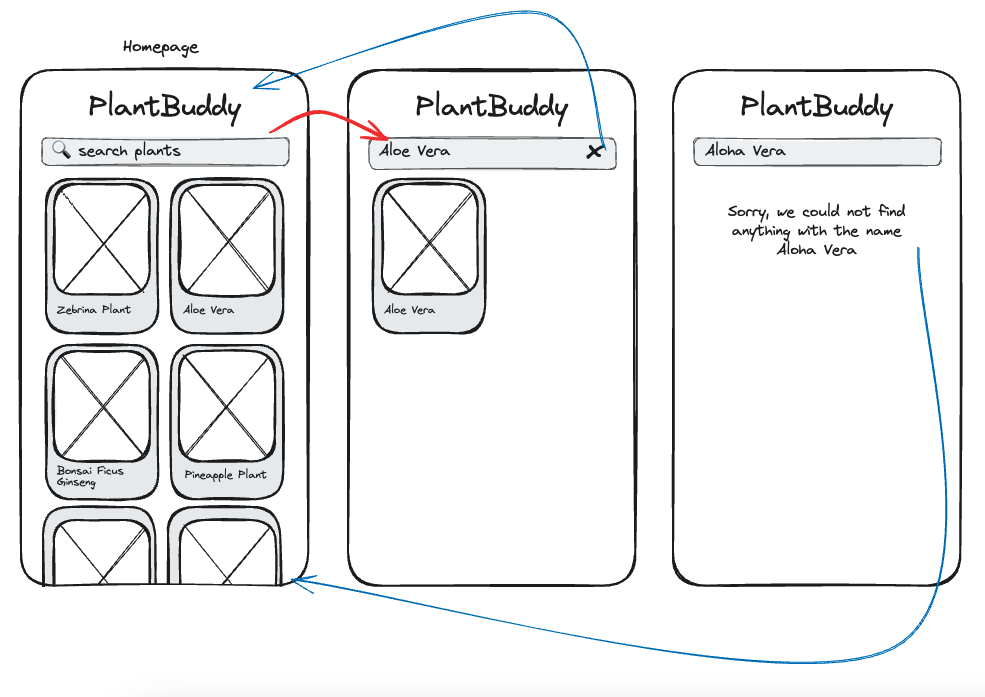 Homepage
PlantBuddy
search plants
Zebrina Plant
Aloe Vera
Bonsai Ficus
Ginseng
Pineapple Plant
PlantBuddy
Aloe Vera
Aloe Vera
PlantBuddy
Aloha Vera
Sorry, we could not find
anything with the name
Aloha Vera